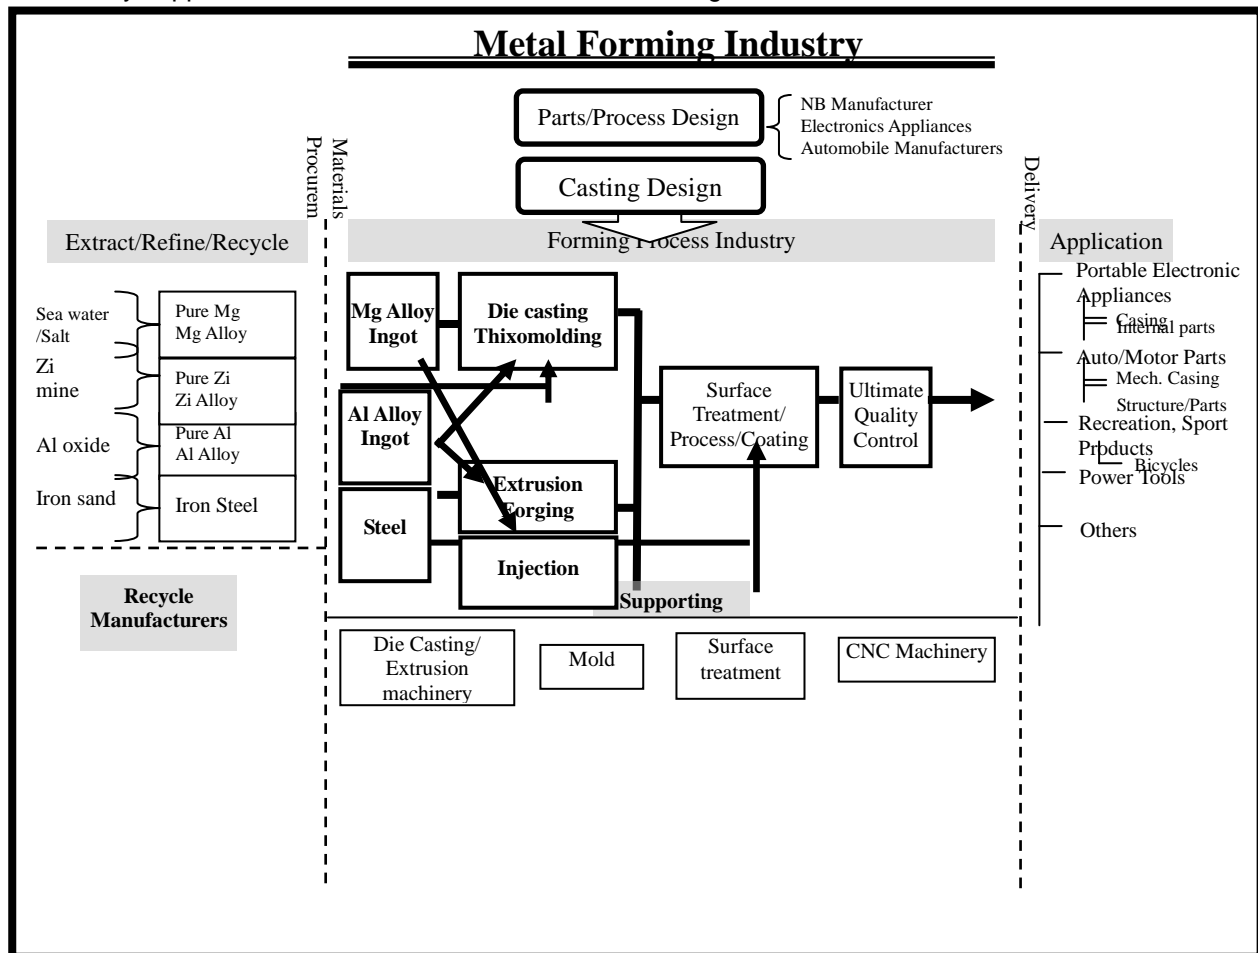 Metal Forming Industry
Parts/Process Design
NB Manufacturer
Electronics Appliances
Automobile Manufacturers
Casting Design
Materials
Procurem
Delivery
Extract/Refine/Recycle
Forming Process Industry
Application
Sea water
/Salt
Zi
mine
Al oxide
Iron sand
Pure Mg
Mg Alloy
Pure Zi
Zi Alloy
Pure Al
Al Alloy
Iron Steel
Recycle
Manufacturers
Mg Alloy
Ingot
Al Alloy
Ingot
Steel
Die casting
Thixomolding
Extrusion
Forging
Injection
Surface
Treatment/
Process/Coating
Ultimate
Quality
Control
Supporting
Die Casting/
Extrusion
machinery
Mold
Surface
treatment
CNC Machinery
Portable Electronic
Appliances
Casing
Internal parts
Auto/Motor Parts
Mech. Casing
Structure/Parts
Recreation, Sport
Products
Bicycles
Power Tools
Others